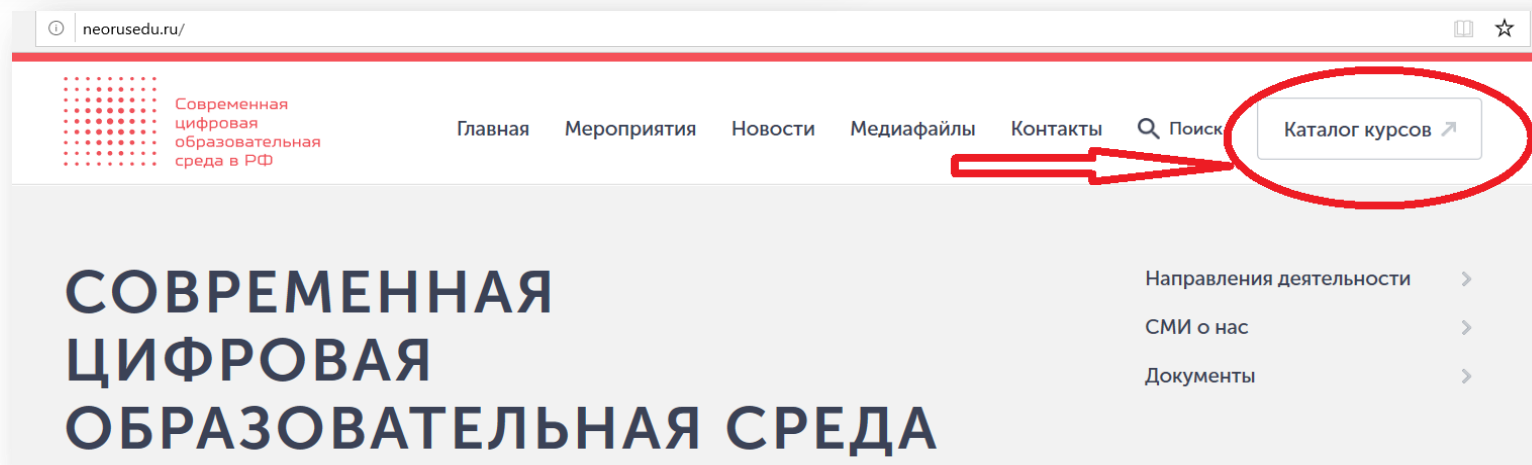 neorusedu.ru/
Современная
цифровая
образовательная
среда в РФ
Главная Мероприятия Новости Медиафайлы Контакты Поиск Каталог курсов
СОВРЕМЕННАЯ
ЦИФРОВАЯ
ОБРАЗОВАТЕЛЬНАЯ СРЕДА
Направления деятельности
СМИ о нас
Документы